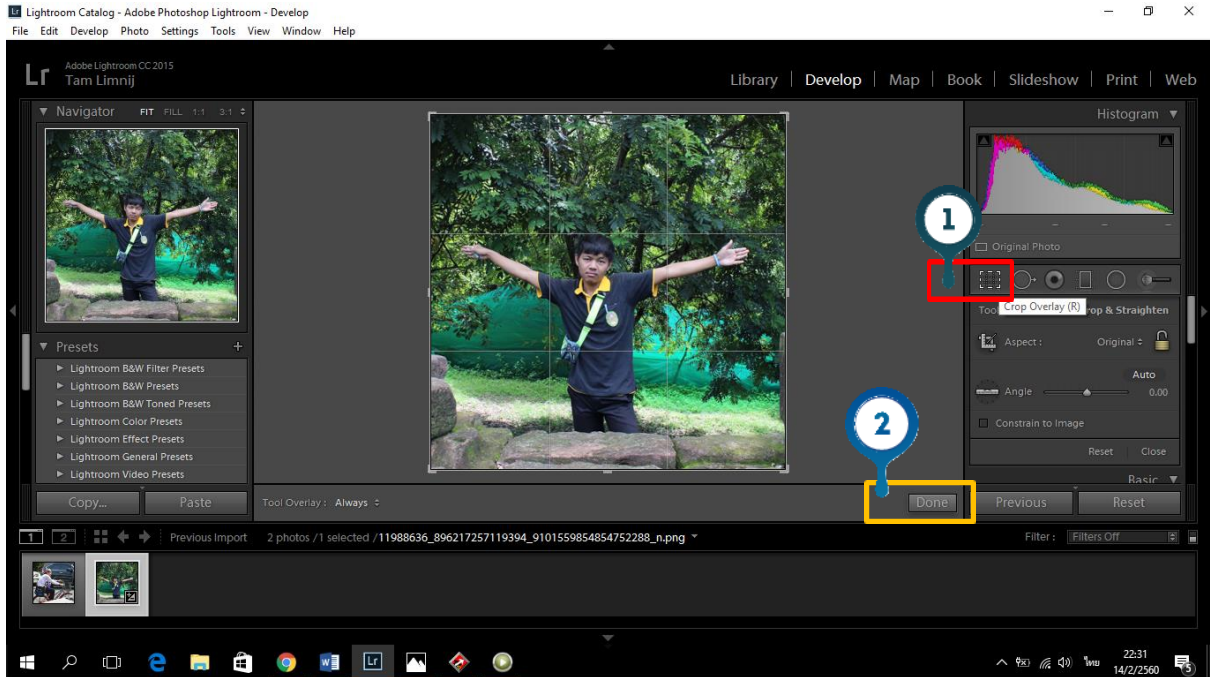 Lr Lightroom Catalog - Adobe Photoshop Lightroom - Develop
File Edit Develop Photo Settings Tools View Window Help
Lr Adobe Lightroom CC 2015
Tam Limnij
Library | Develop | Map | Book | Slideshow | Print | Web
Navigator FIT FILL 1:1 3:1
Histogram
1
Original Photo
Crop Overlay (R)
Tool rop & Straighten
Aspect : Original
Auto
Angle 0.00
Constrain to Image
Reset Close
Basic
Presets +
Lightroom B&W Filter Presets
Lightroom B&W Presets
Lightroom B&W Toned Presets
Lightroom Color Presets
Lightroom Effect Presets
Lightroom General Presets
Lightroom Video Presets
2
Copy... Paste
Tool Overlay : Always
Done
Previous Reset
1 2 Previous Import 2 photos /1 selected /11988636_896217257119394_9101559854854752288_n.png
Filter : Filters Off
Lr
ไทย
22:31
14/2/2560
5